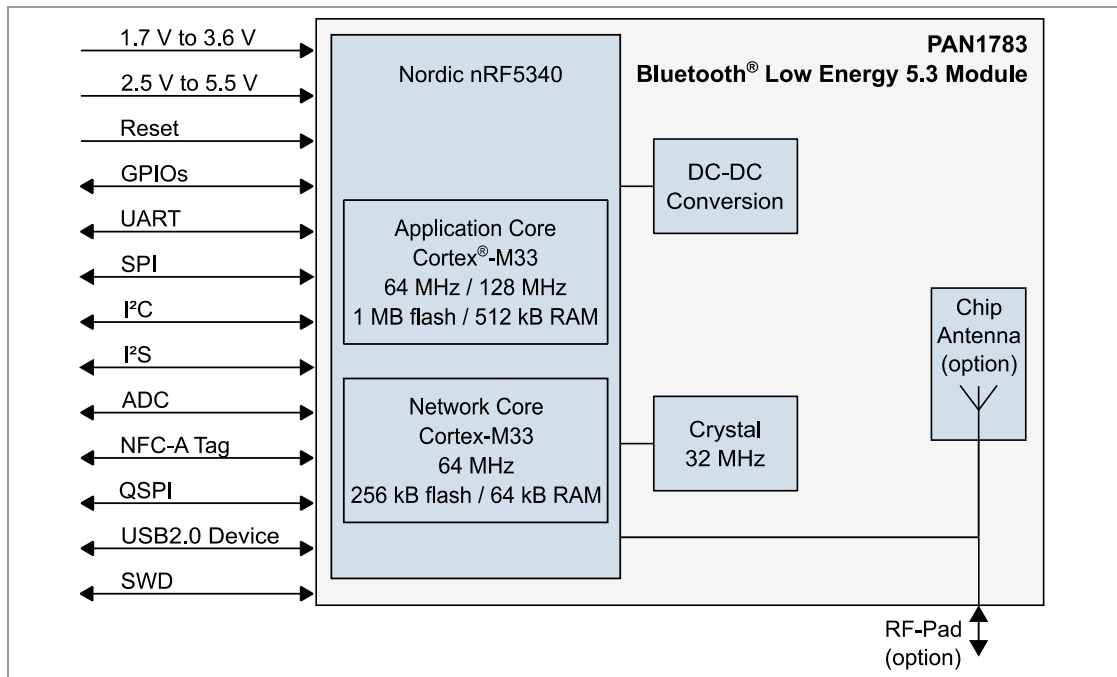 1.7 V to 3.6 V
2.5 V to 5.5 V
Reset
GPIOs
UART
SPI
I²C
I²S
ADC
NFC-A Tag
QSPI
USB2.0 Device
SWD
Nordic nRF5340
Application Core
Cortex®-M33
64 MHz / 128 MHz
1 MB flash / 512 kB RAM
Network Core
Cortex-M33
64 MHz
256 kB flash / 64 kB RAM
PAN1783
Bluetooth® Low Energy 5.3 Module
DC-DC
Conversion
Crystal
32 MHz
Chip
Antenna
(option)
RF-Pad
(option)